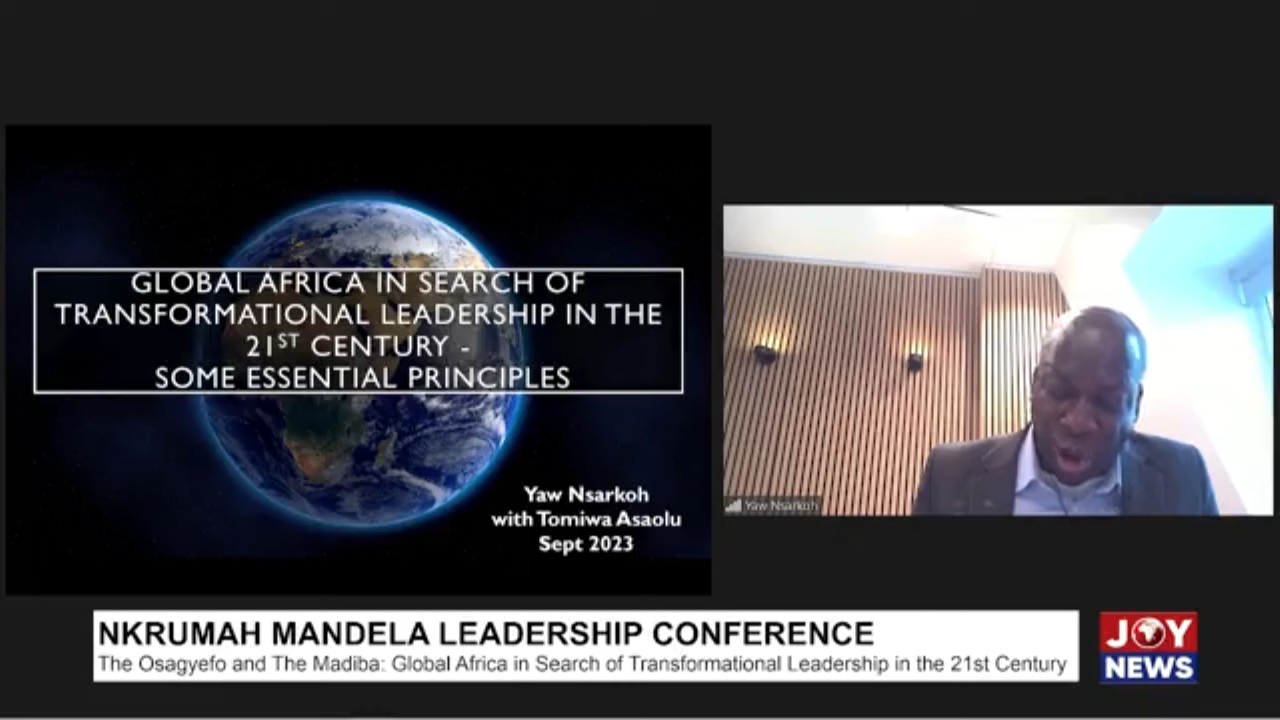 GLOBAL AFRICA IN SEARCH OF
TRANSFORMATIONAL LEADERSHIP IN THE
21ST CENTURY -
SOME ESSENTIAL PRINCIPLES
Yaw Nsarkoh
with Tomiwa Asaolu
Sept 2023
Yaw Nsarkoh
NKRUMAH MANDELA LEADERSHIP CONFERENCE
The Osagyefo and The Madiba: Global Africa in Search of Transformational Leadership in the 21st Century
JOY
NEWS